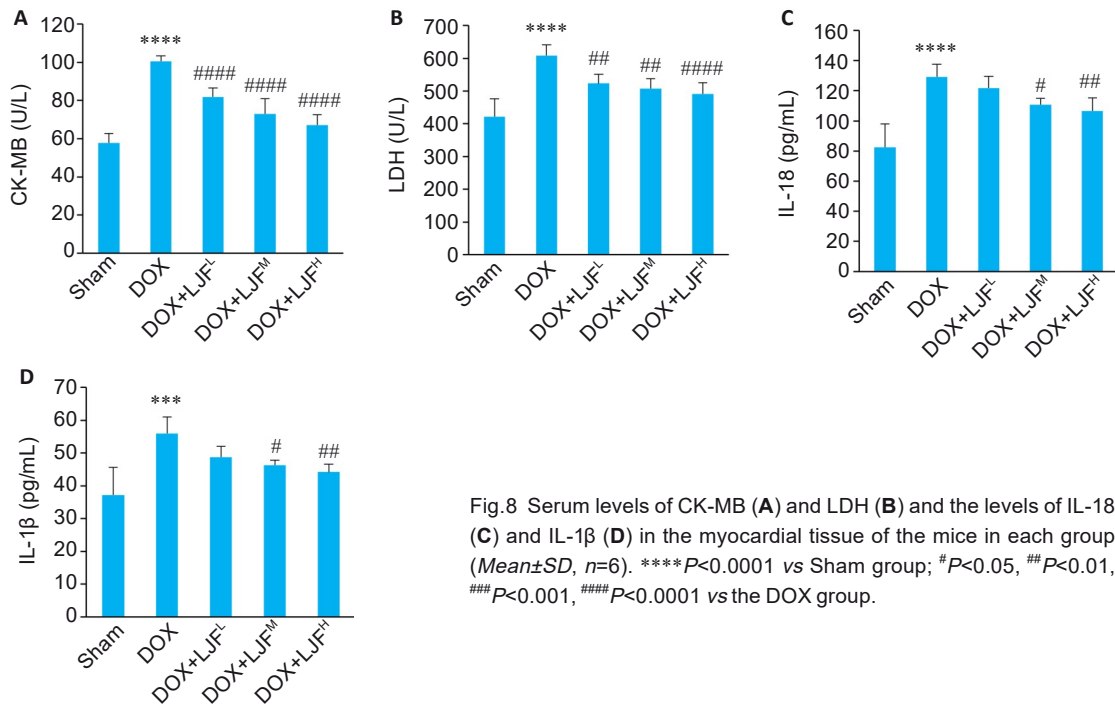 A
CK-MB (U/L)
120
100
80
60
40
20
0
****
####
####
####
Sham
DOX
DOX+LJF^L
DOX+LJF^M
DOX+LJF^H
B
LDH (U/L)
700
600
500
400
300
200
100
0
****
##
##
####
Sham
DOX
DOX+LJF^L
DOX+LJF^M
DOX+LJF^H
C
IL-18 (pg/mL)
160
140
120
100
80
60
40
20
0
****
#
##
Sham
DOX
DOX+LJF^L
DOX+LJF^M
DOX+LJF^H
D
IL-1β (pg/mL)
70
60
50
40
30
20
10
0
***
#
##
Sham
DOX
DOX+LJF^L
DOX+LJF^M
DOX+LJF^H
Fig.8 Serum levels of CK-MB (A) and LDH (B) and the levels of IL-18
(C) and IL-1β (D) in the myocardial tissue of the mice in each group
(Mean±SD, n=6). ****P<0.0001 vs Sham group; #P<0.05, ##P<0.01,
###P<0.001, ####P<0.0001 vs the DOX group.